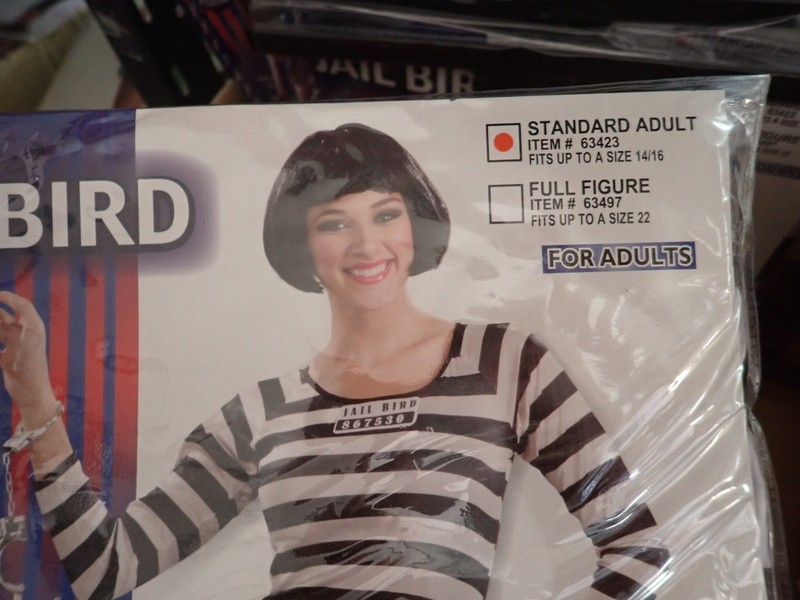 JAIL BIR
STANDARD ADULT
ITEM # 63423
FITS UP TO A SIZE 14/16
FULL FIGURE
ITEM # 63497
FITS UP TO A SIZE 22
FOR ADULTS
BIRD
JAIL BIRD
867530